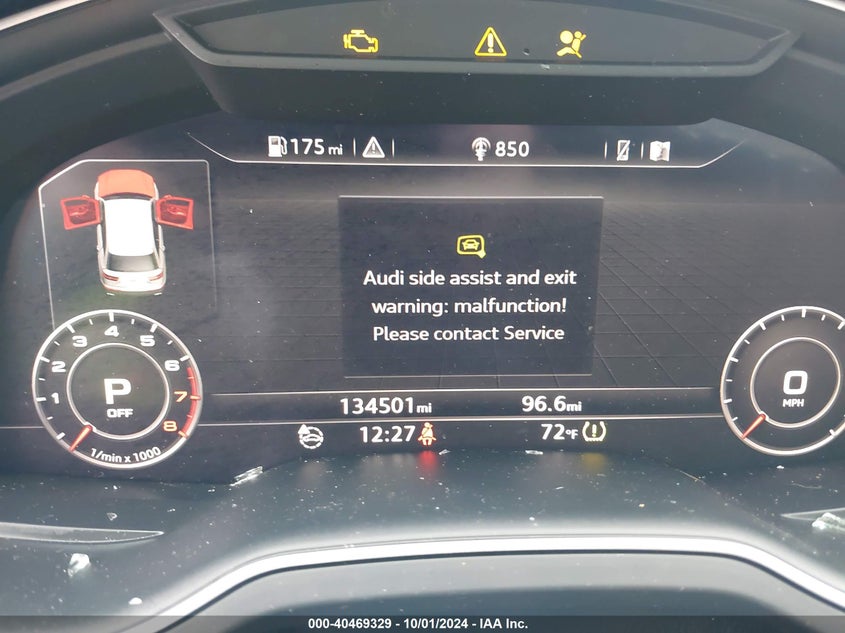 175 mi
850
Audi side assist and exit
warning: malfunction!
Please contact Service
1 2 3 4 5 6 7 8
P
OFF
1/min x 1000
0
MPH
134501 mi
96.6 mi
12:27
72°F
000-40469329 - 10/01/2024 - IAA Inc.